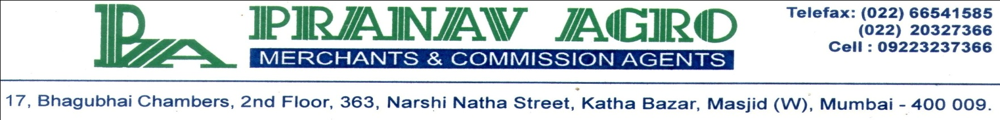 PA
PRANAV AGRO
MERCHANTS & COMMISSION AGENTS
Telefax: (022) 66541585
(022) 20327366
Cell : 09223237366
17, Bhagubhai Chambers, 2nd Floor, 363, Narshi Natha Street, Katha Bazar, Masjid (W), Mumbai - 400 009.